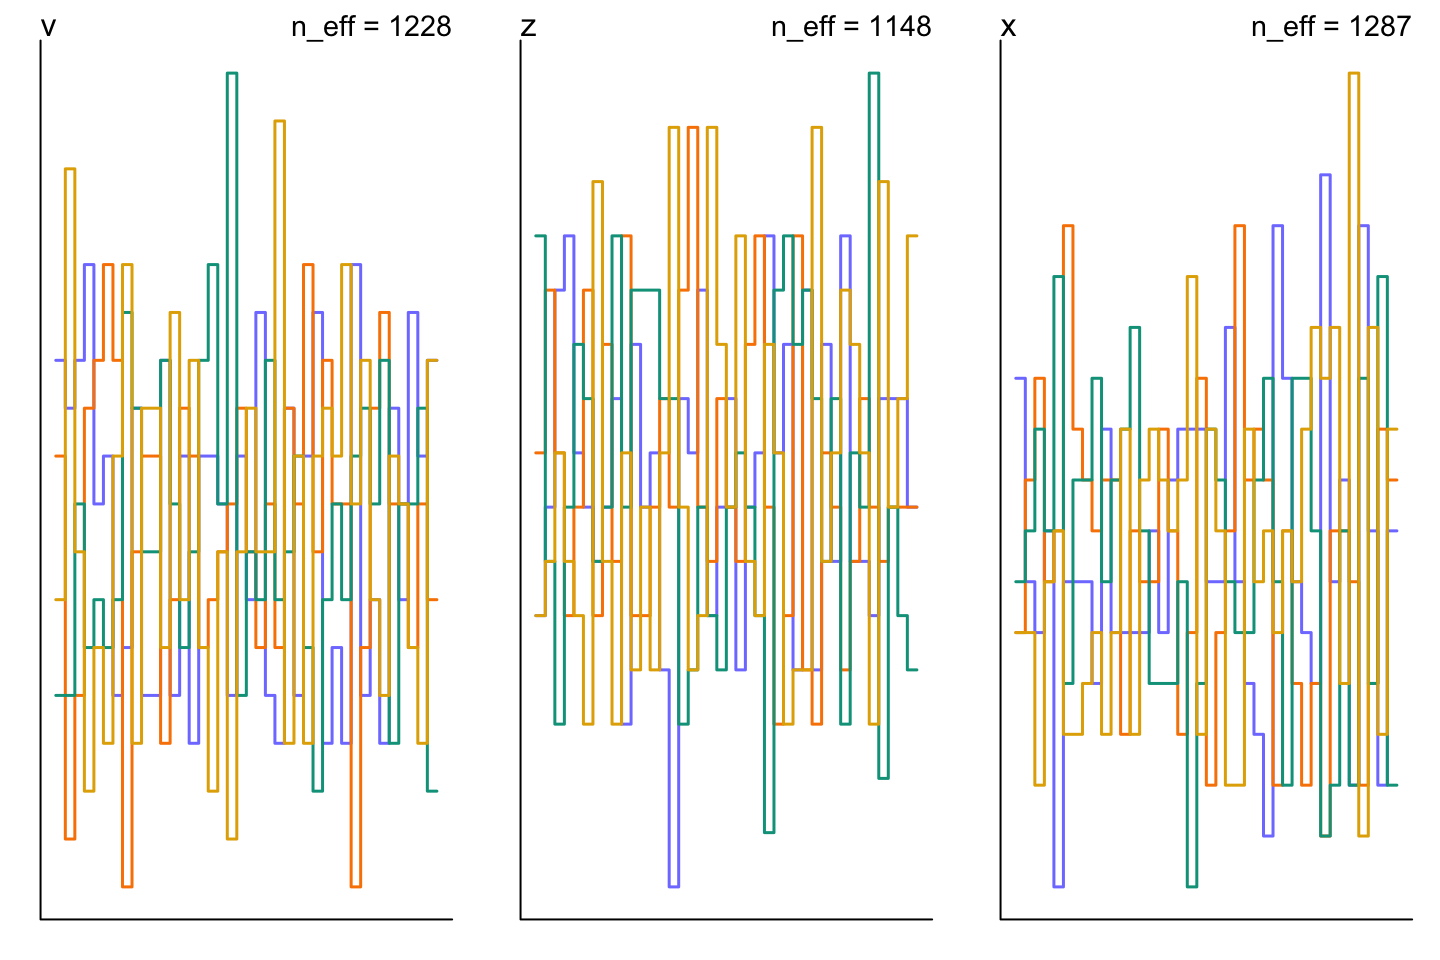 v n_eff = 1228
z n_eff = 1148
x n_eff = 1287